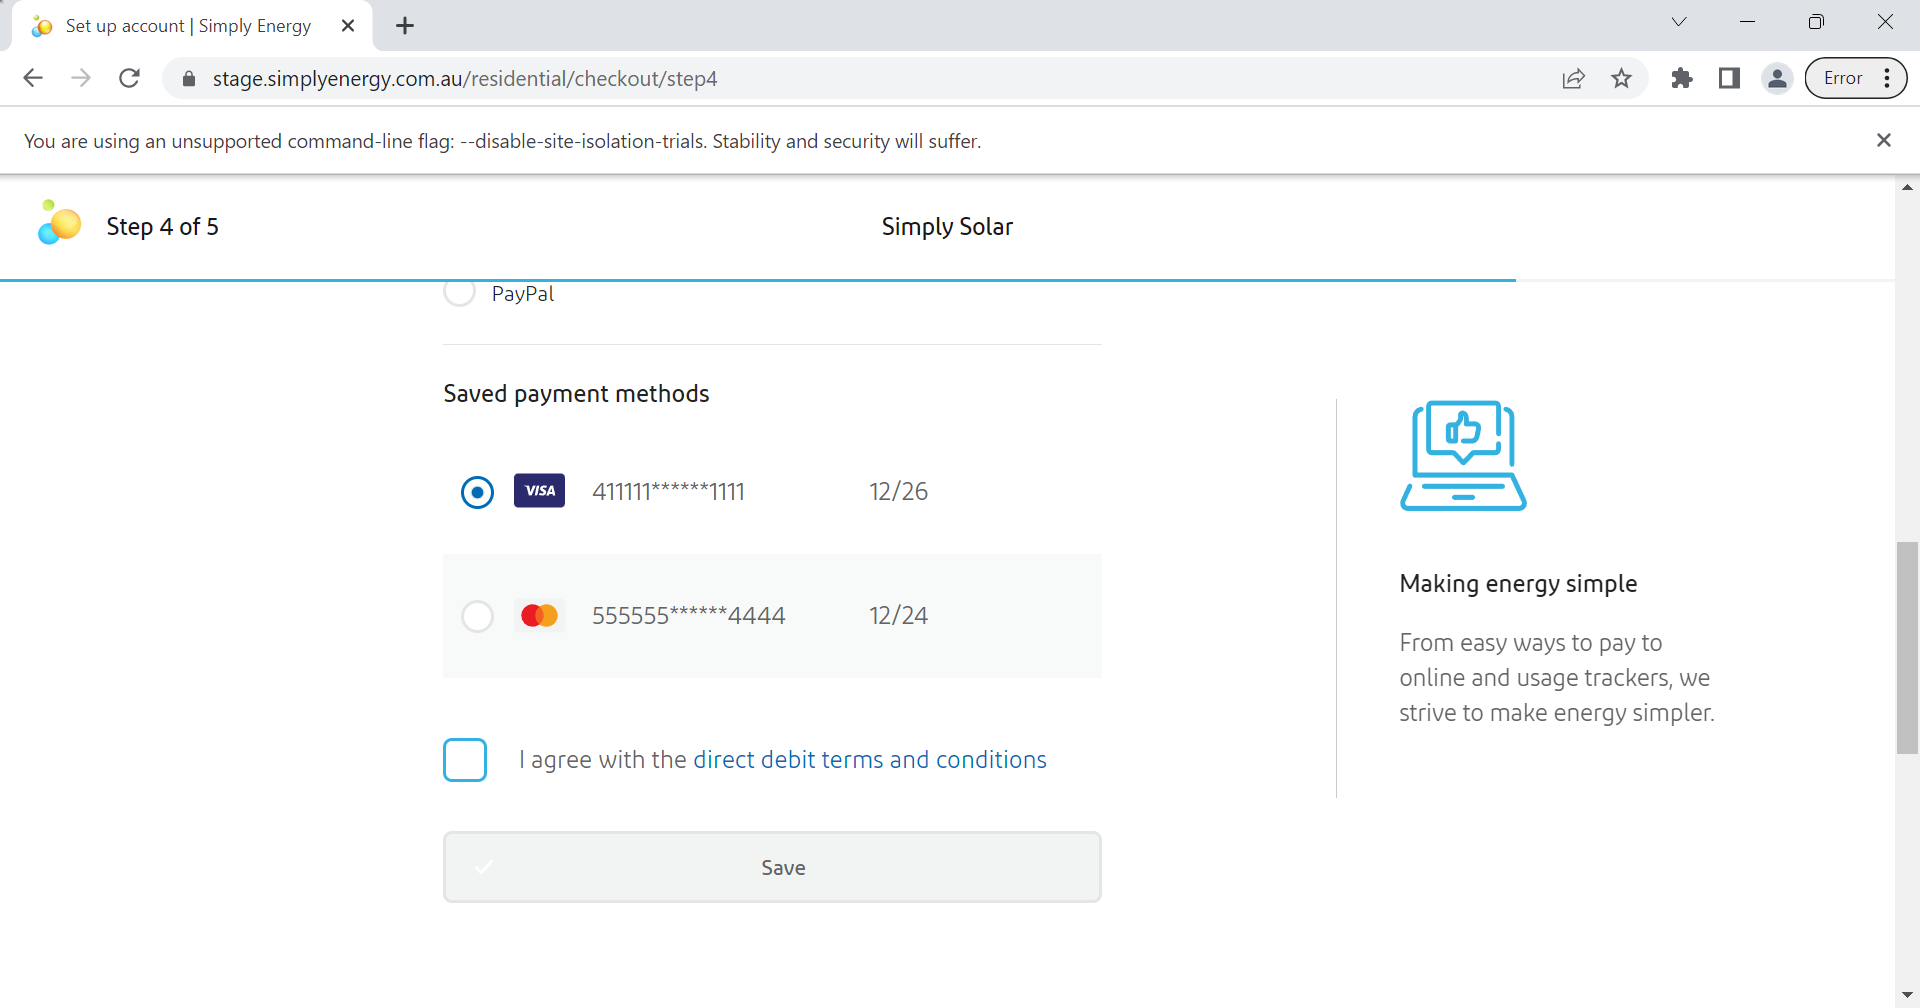 Set up account | Simply Energy
stage.simplyenergy.com.au/residential/checkout/step4
Error
You are using an unsupported command-line flag: --disable-site-isolation-trials. Stability and security will suffer.
Step 4 of 5
Simply Solar
PayPal
Saved payment methods
VISA 411111******1111 12/26
555555******4444 12/24
I agree with the direct debit terms and conditions
Save
Making energy simple
From easy ways to pay to
online and usage trackers, we
strive to make energy simpler.